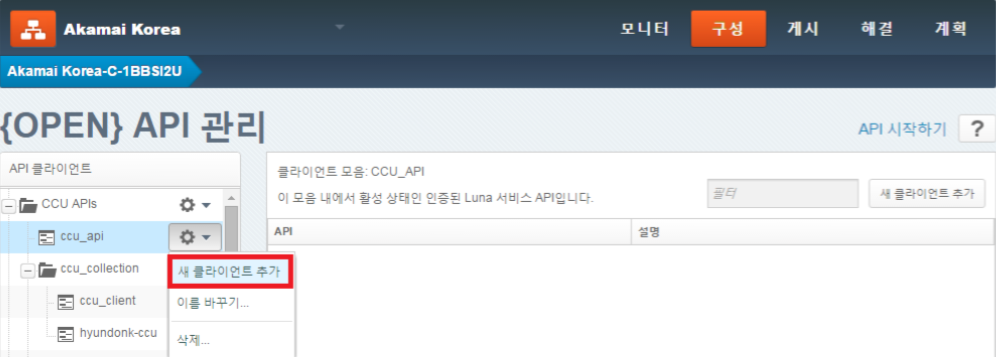 Akamai Korea
모니터 구성 게시 해결 계획
Akamai Korea-C-1BBSI2U
{OPEN} API 관리
API 시작하기 ?
API 클라이언트
CCU APIs
ccu_api
ccu_collection
ccu_client
hyundonk-ccu
새 클라이언트 추가
이름 바꾸기...
삭제...
클라이언트 모음: CCU_API
이 모음 내에서 활성 상태인 인증된 Luna 서비스 API입니다.
필터
새 클라이언트 추가
API 설명